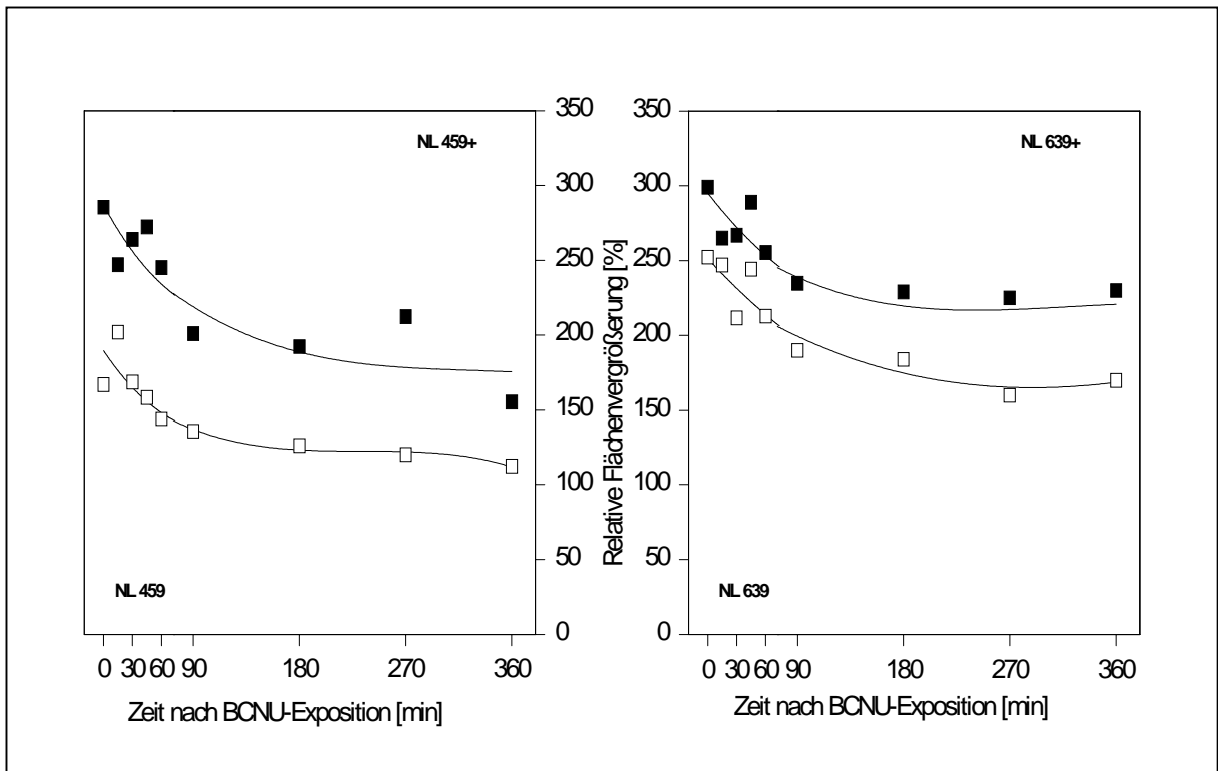 NL 459+
350
300
250
200
150
100
50
0
NL 459
0 30 60 90 180 270 360
Zeit nach BCNU-Exposition [min]
Relative Flächenvergrößerung [%]
NL 639+
350
300
250
200
150
100
50
0
NL 639
0 30 60 90 180 270 360
Zeit nach BCNU-Exposition [min]